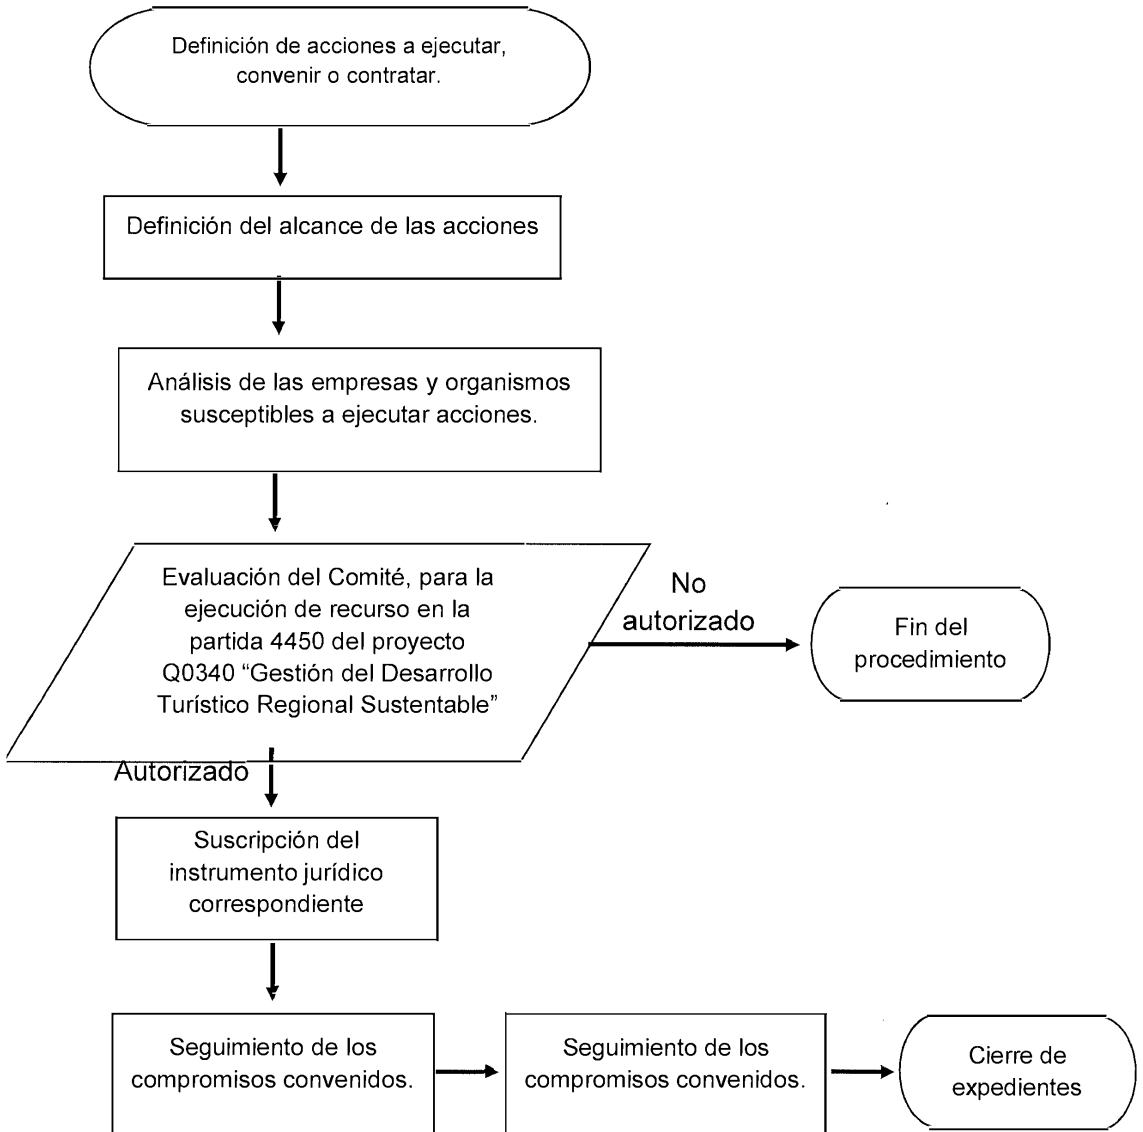 Definición de acciones a ejecutar,
convenir o contratar.
Definición del alcance de las acciones
Análisis de las empresas y organismos
susceptibles a ejecutar acciones.
Evaluación del Comité, para la
ejecución de recurso en la
partida 4450 del proyecto
Q0340 “Gestión del Desarrollo
Turístico Regional Sustentable”
No
autorizado
Fin del
procedimiento
Autorizado
Suscripción del
instrumento jurídico
correspondiente
Seguimiento de los
compromisos convenidos.
Seguimiento de los
compromisos convenidos.
Cierre de
expedientes